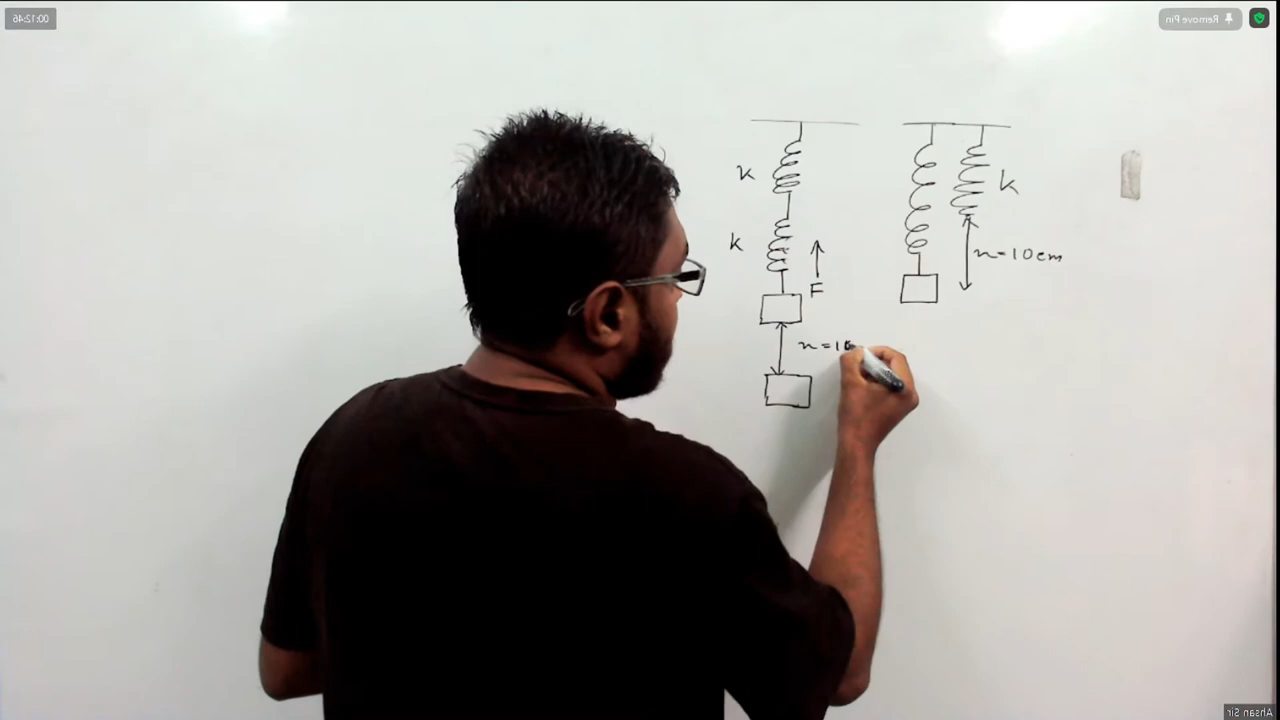 00:12:46
Remove Pin
k
k
F
x=10
k
x=10cm
Ahsan Sir